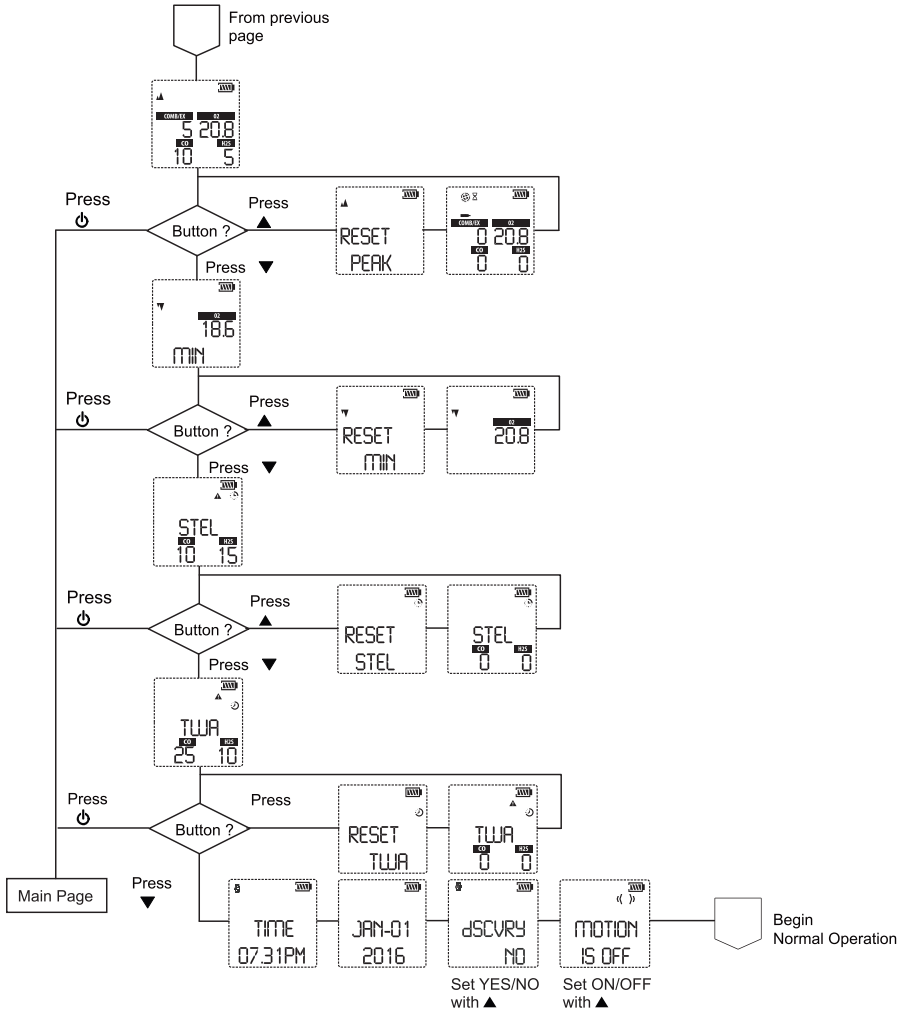 From previous
page
COMB/EX O2
5 20.8
CO H2S
10 5
Press
Button ?
Press ▲
RESET
PEAK
COMB/EX O2
0 20.8
CO H2S
0 0
Press ▼
O2
18.6
MIN
Press
Button ?
Press ▲
RESET
MIN
O2
20.8
Press ▼
STEL
CO H2S
10 15
Press
Button ?
Press ▲
RESET
STEL
STEL
CO H2S
0 0
Press ▼
TWA
CO H2S
25 10
Press
Button ?
Press
RESET
TWA
TWA
CO H2S
0 0
Main Page
Press ▼
TIME
07.31PM
JAN-01
2016
dSCVRY
NO
MOTION
IS OFF
Begin
Normal Operation
Set YES/NO
with ▲
Set ON/OFF
with ▲